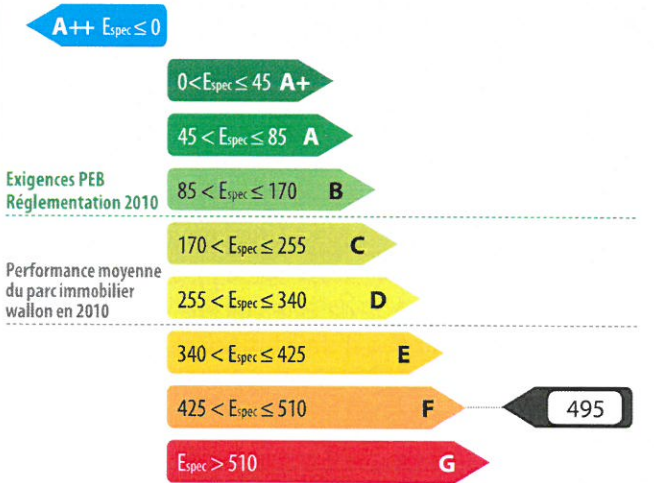 A++ Espec ≤ 0
0 < Espec ≤ 45 A+
45 < Espec ≤ 85 A
Exigences PEB
Réglementation 2010
85 < Espec ≤ 170 B
170 < Espec ≤ 255 C
Performance moyenne
du parc immobilier
wallon en 2010
255 < Espec ≤ 340 D
340 < Espec ≤ 425 E
425 < Espec ≤ 510 F
495
Espec > 510 G